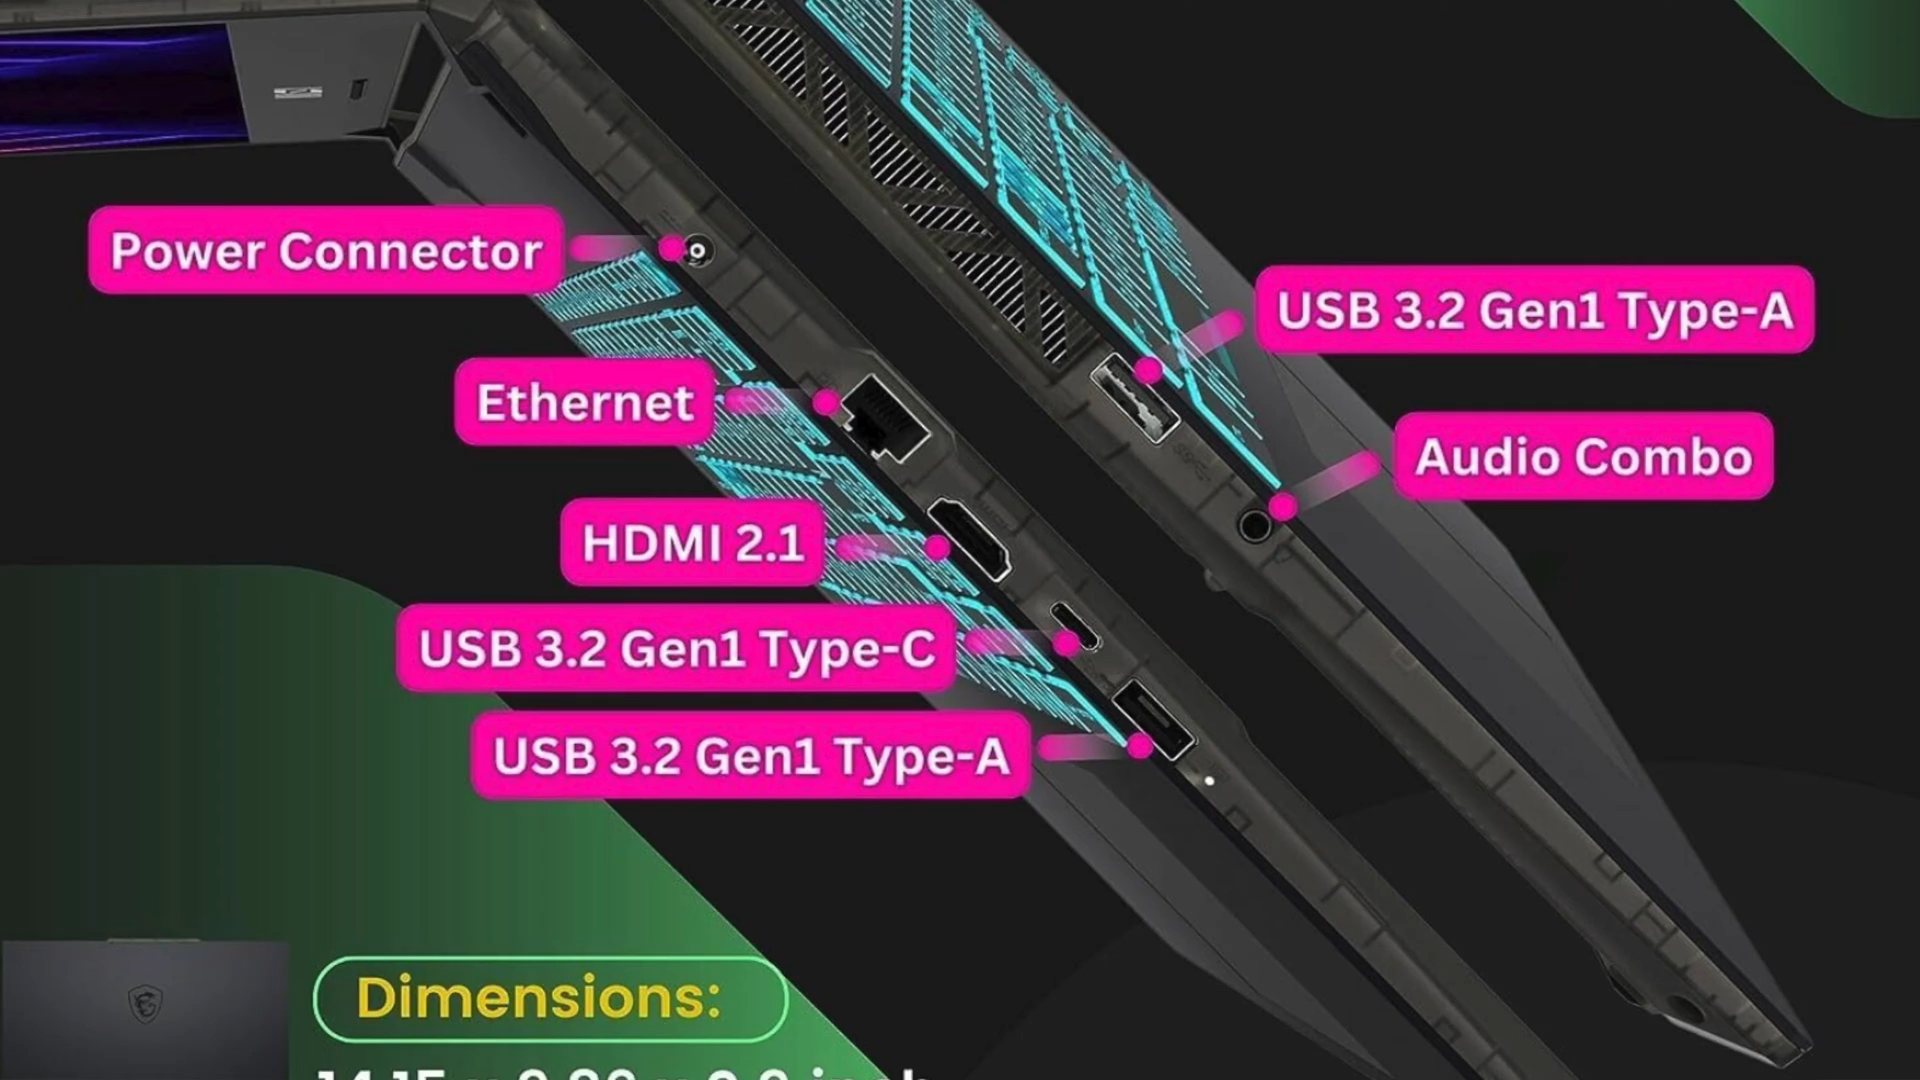 Power Connector
Ethernet
HDMI 2.1
USB 3.2 Gen1 Type-C
USB 3.2 Gen1 Type-A
USB 3.2 Gen1 Type-A
Audio Combo
Dimensions: